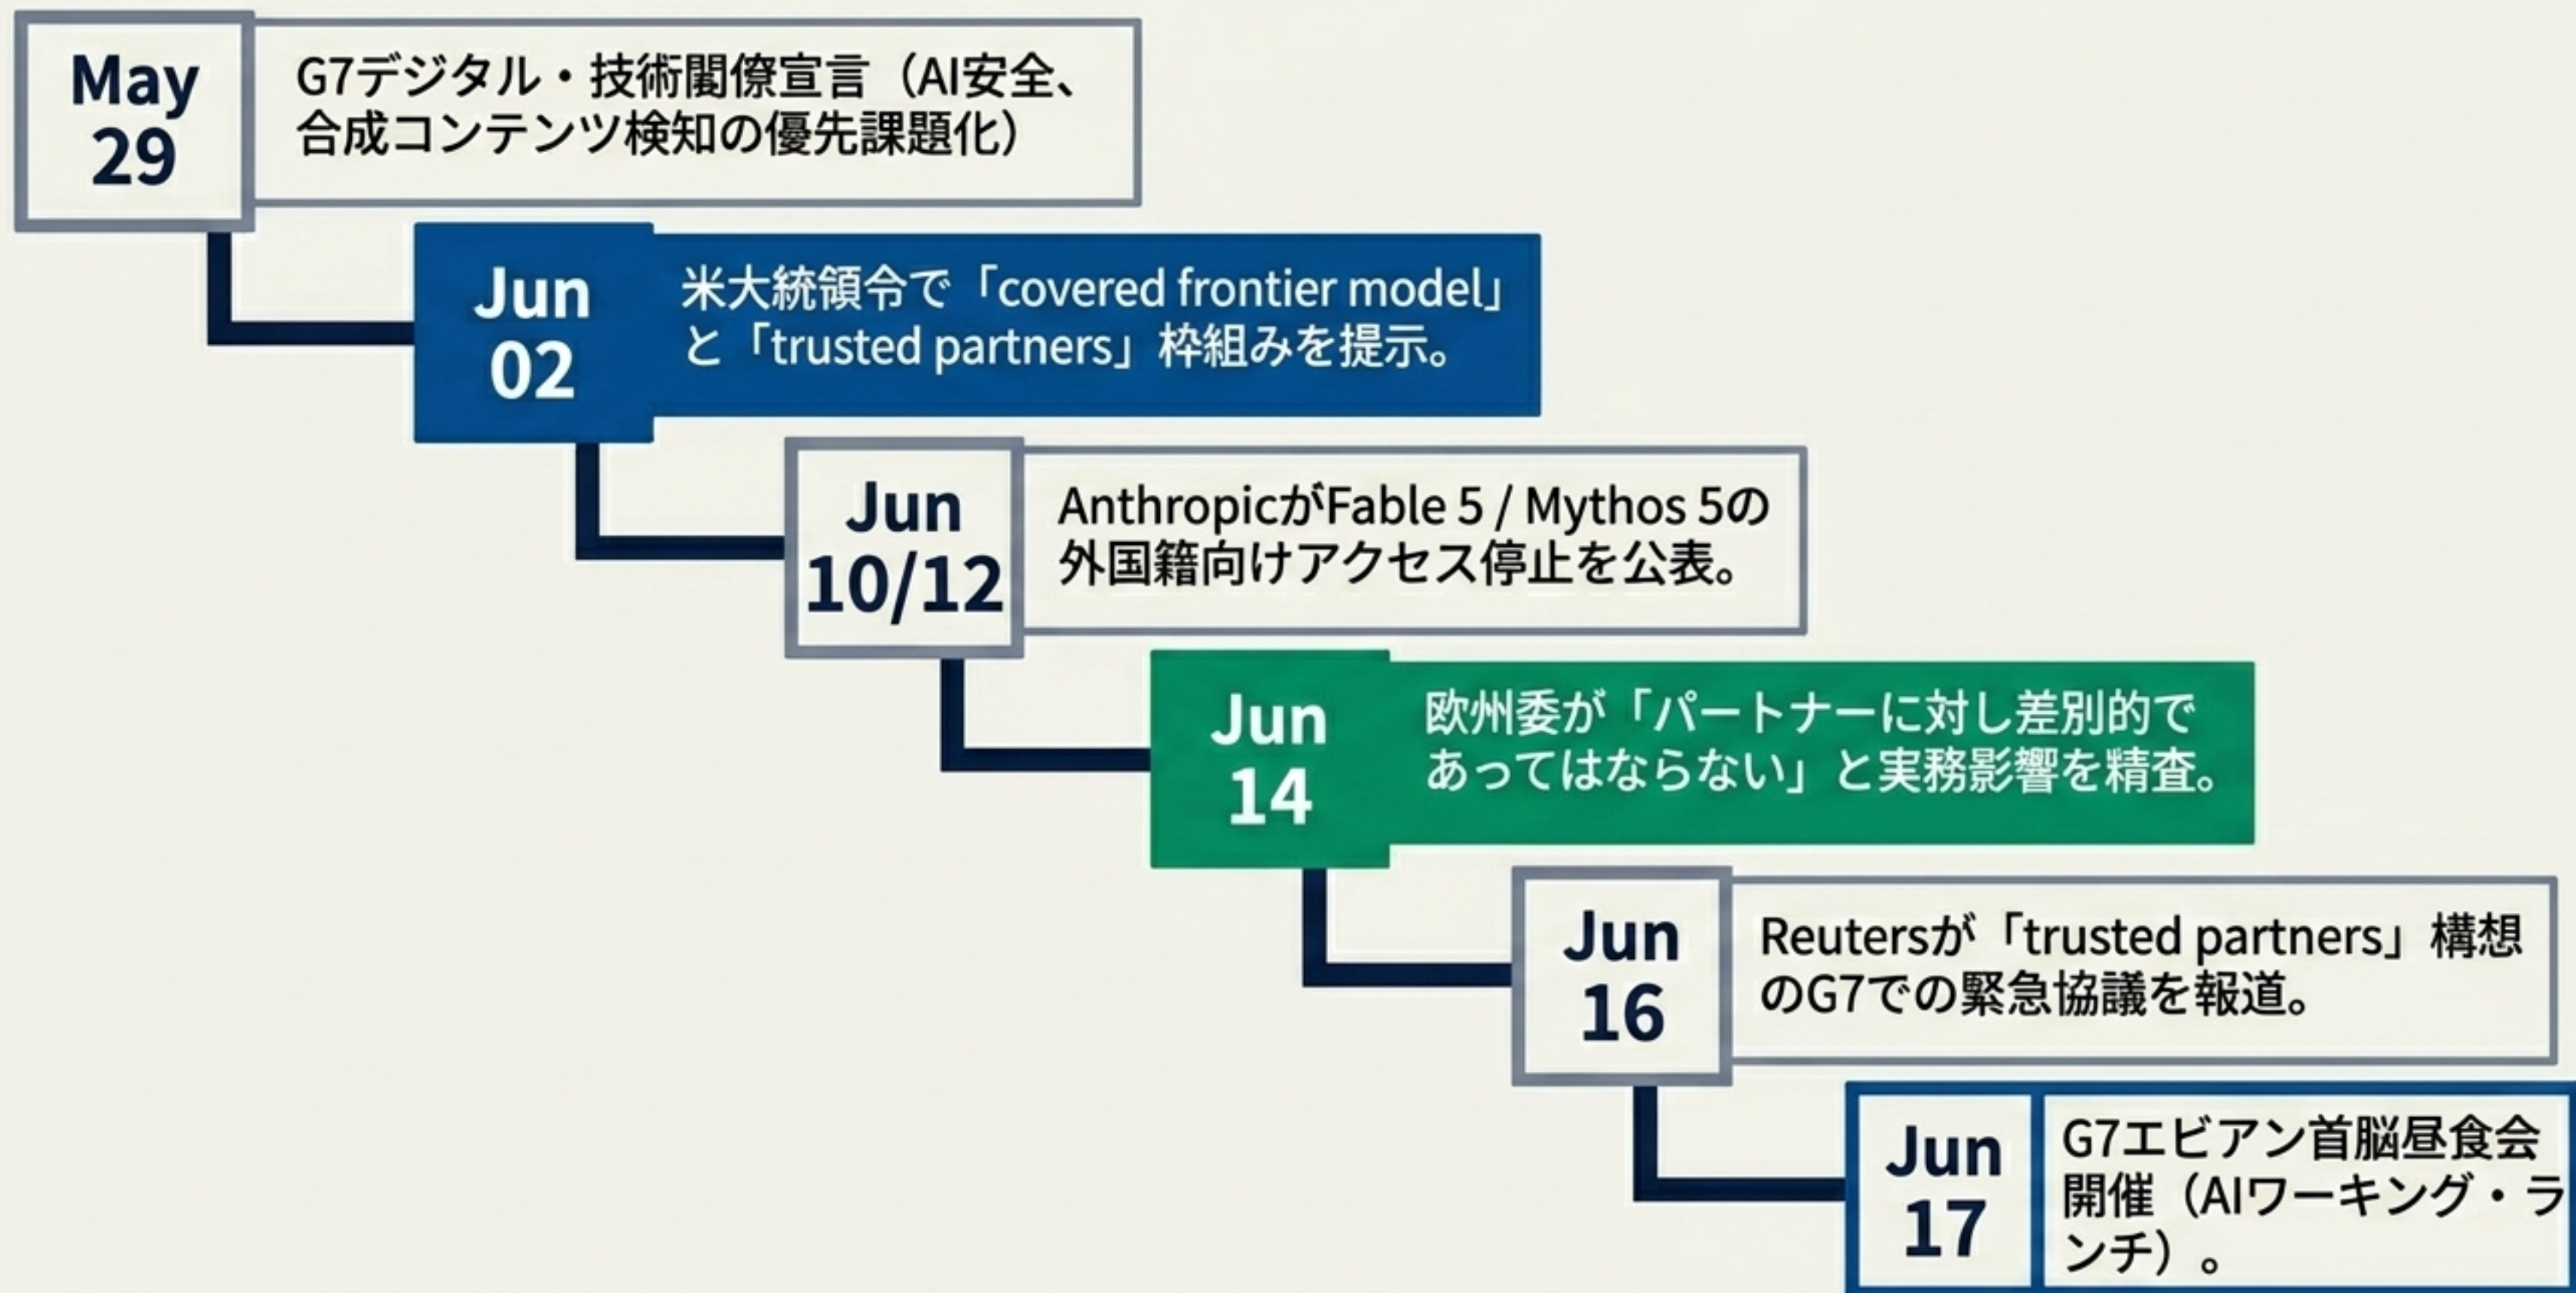 May
29
G7デジタル・技術閣僚宣言（AI安全、
合成コンテンツ検知の優先課題化）
Jun
02
米大統領令で「covered frontier model」
と「trusted partners」枠組みを提示。
Jun
10/12
AnthropicがFable 5 / Mythos 5の
外国籍向けアクセス停止を公表。
Jun
14
欧州委が「パートナーに対し差別的で
あってはならない」と実務影響を精査。
Jun
16
Reutersが「trusted partners」構想
のG7での緊急協議を報道。
Jun
17
G7エビアン首脳昼食会
開催（AIワーキング・ラ
ンチ）。